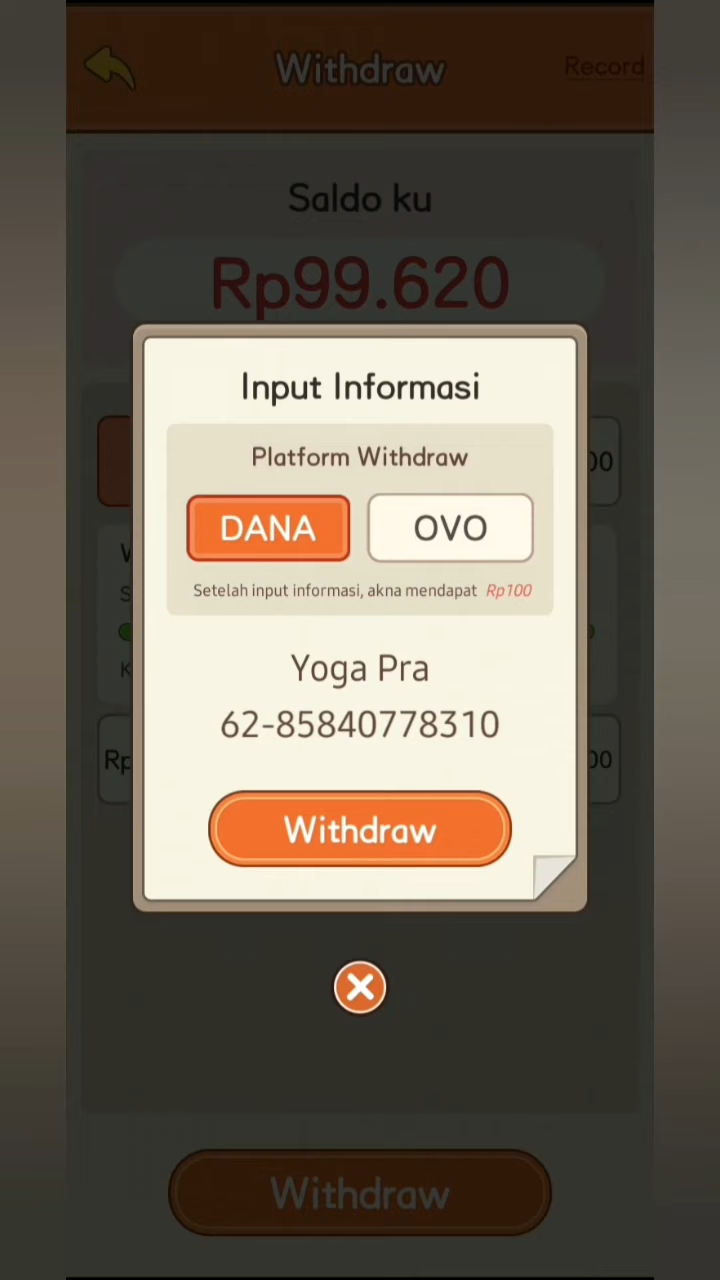 Withdraw
Record
Saldo ku
Rp99.620
Input Informasi
Platform Withdraw
DANA
OVO
Setelah input informasi, akna mendapat Rp100
Yoga Pra
62-85840778310
Withdraw
Withdraw